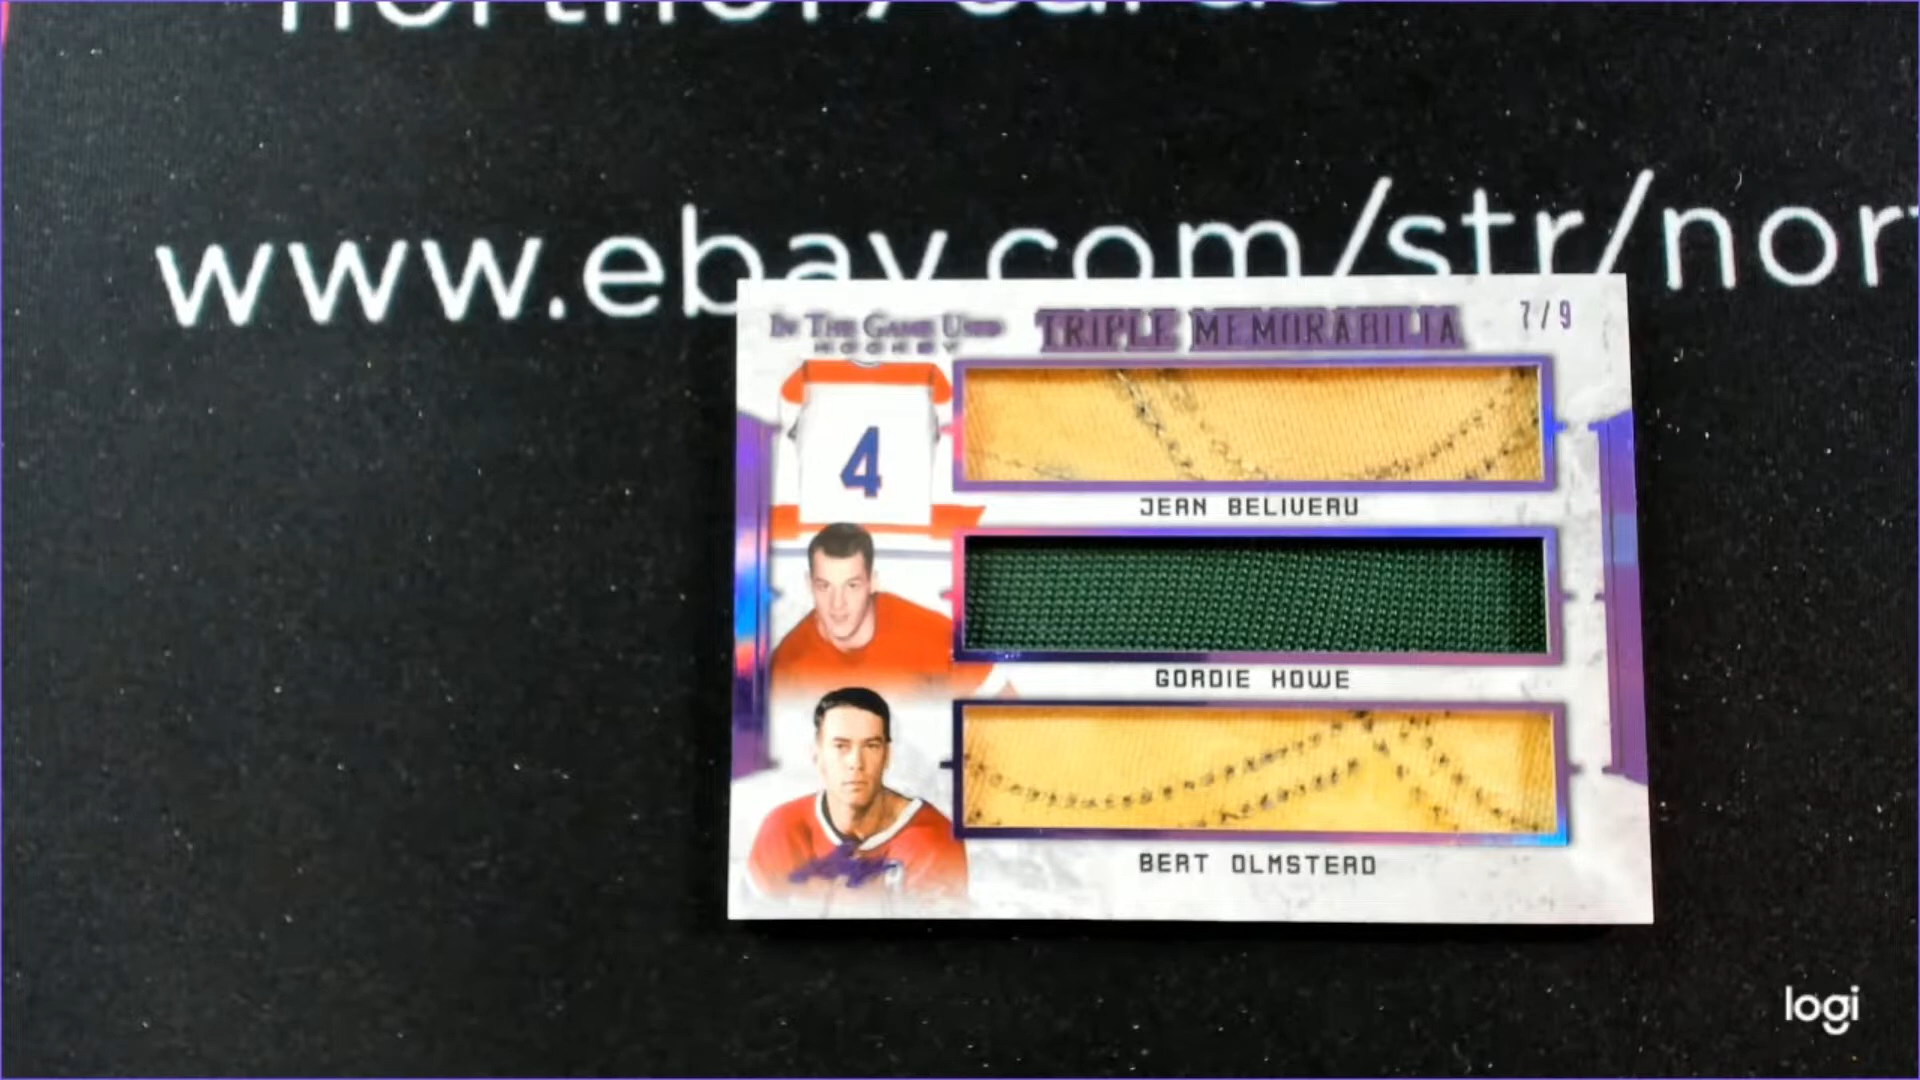 www.ebay.com/str/nor
IN THE GAME USED
HOCKEY
TRIPLE MEMORABILIA
7/9
4
JEAN BELIVEAU
GORDIE HOWE
BERT OLMSTEAD
logi